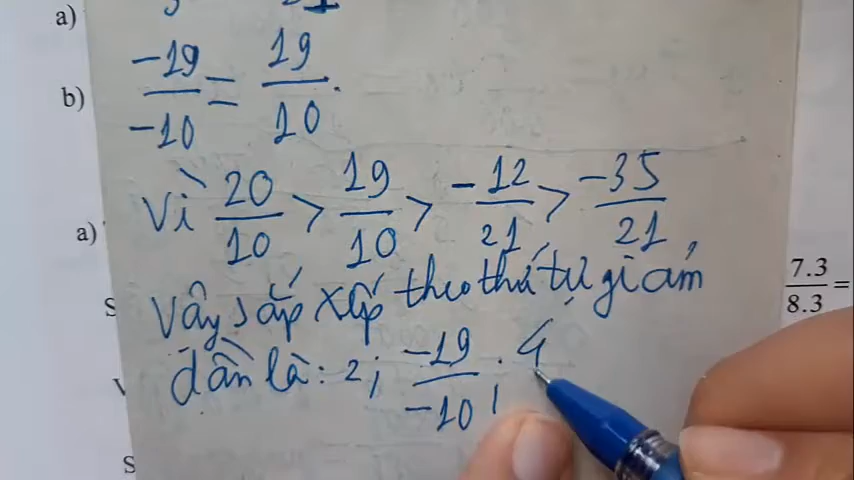 a)
b) -19/-10 = 19/10.
a) Vì 20/10 > 19/10 > -12/21 > -35/21
Vậy sắp xếp theo thứ tự giảm
dần là: 2; -19/-10; 4
7.3/8.3 =